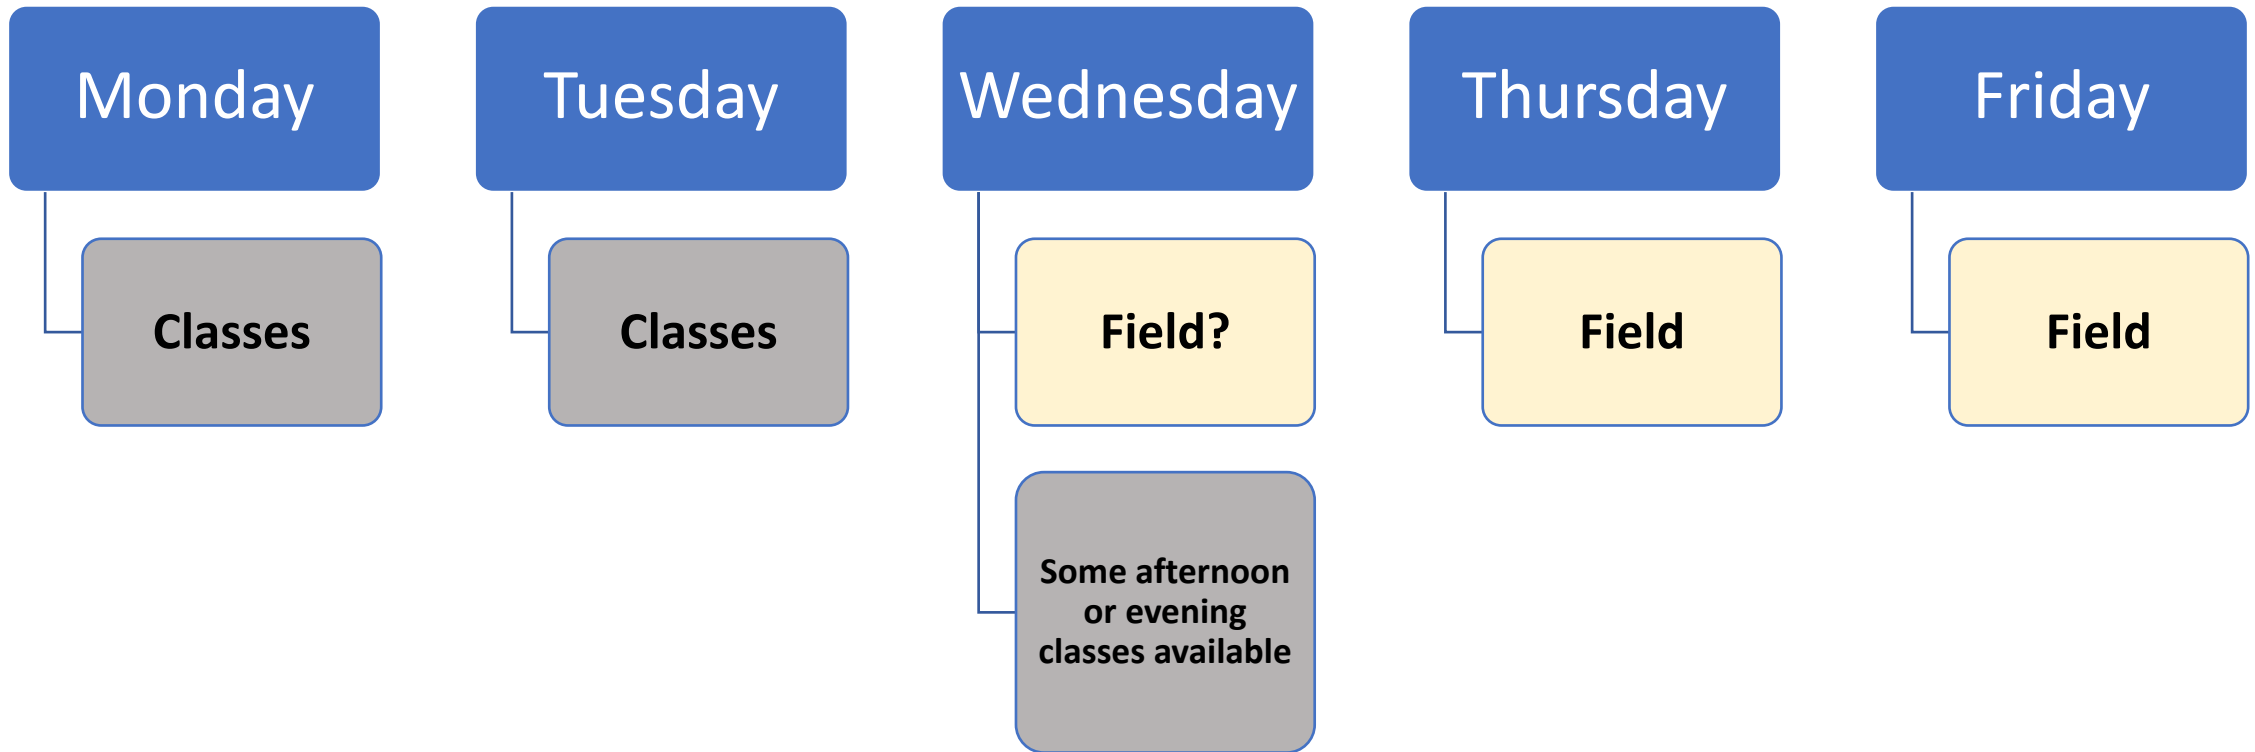 Monday
Tuesday
Wednesday
Thursday
Friday
Classes
Classes
Field?
Field
Field
Some afternoon
or evening
classes available